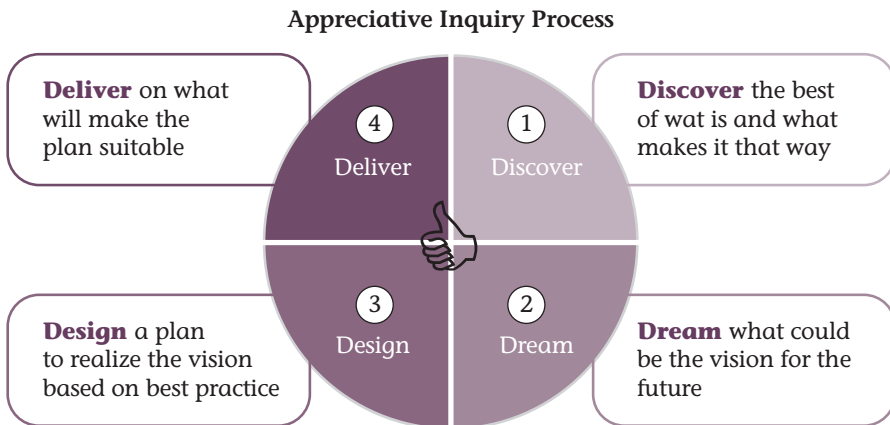 Appreciative Inquiry Process
Deliver on what
will make the
plan suitable
4
Deliver
1
Discover
Discover the best
of wat is and what
makes it that way
Design a plan
to realize the vision
based on best practice
3
Design
2
Dream
Dream what could
be the vision for the
future